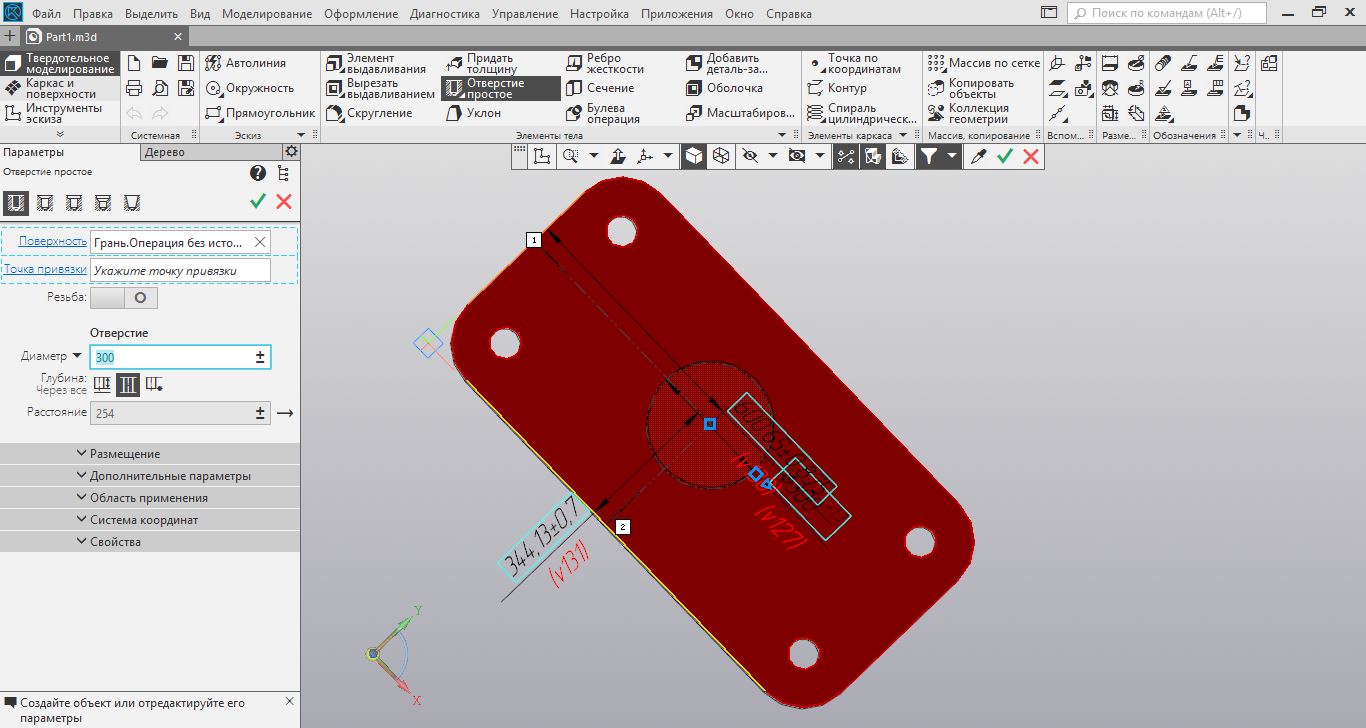 Файл Правка Выделить Вид Моделирование Оформление Диагностика Управление Настройка Приложения Окно Справка
Поиск по командам (Alt+/)
Part1.m3d
Твердотельное
моделирование
Каркас и
поверхности
Инструменты
эскиза
Системная
Автолиния
Окружность
Прямоугольник
Эскиз
Элемент
выдавливания
Вырезать
выдавливанием
Скругление
Придать
толщину
Отверстие
простое
Уклон
Ребро
жесткости
Сечение
Булева
операция
Добавить
деталь-за...
Оболочка
Масштабиров...
Элементы тела
Точка по
координатам
Контур
Спираль
цилиндрическ...
Элементы каркаса
Массив по сетке
Копировать
объекты
Коллекция
геометрии
Массив, копирование
Вспом...
Разме...
Обозначения
Ч...
Параметры
Дерево
Отверстие простое
Поверхность
Грань.Операция без исто...
Точка привязки
Укажите точку привязки
Резьба:
Отверстие
Диаметр
300
Глубина:
Через все
Расстояние
254
Размещение
Дополнительные параметры
Область применения
Система координат
Свойства
Создайте объект или отредактируйте его
параметры
1
2
344,13±0,7
(v131)
(v127)
Y
X